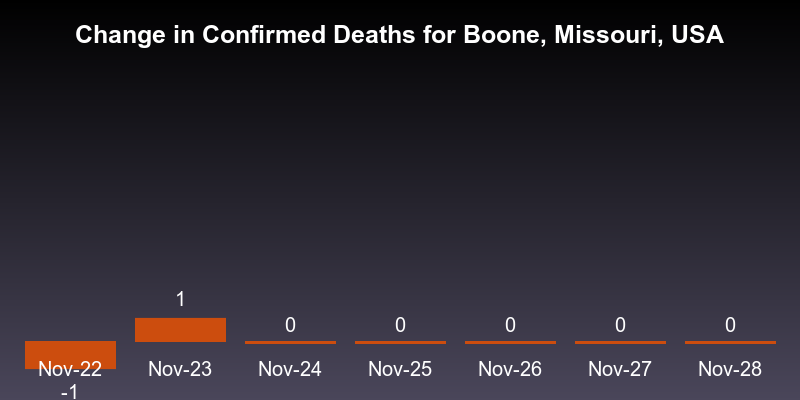 Change in Confirmed Deaths for Boone, Missouri, USA
1
0 0 0 0 0
Nov-22 Nov-23 Nov-24 Nov-25 Nov-26 Nov-27 Nov-28
-1